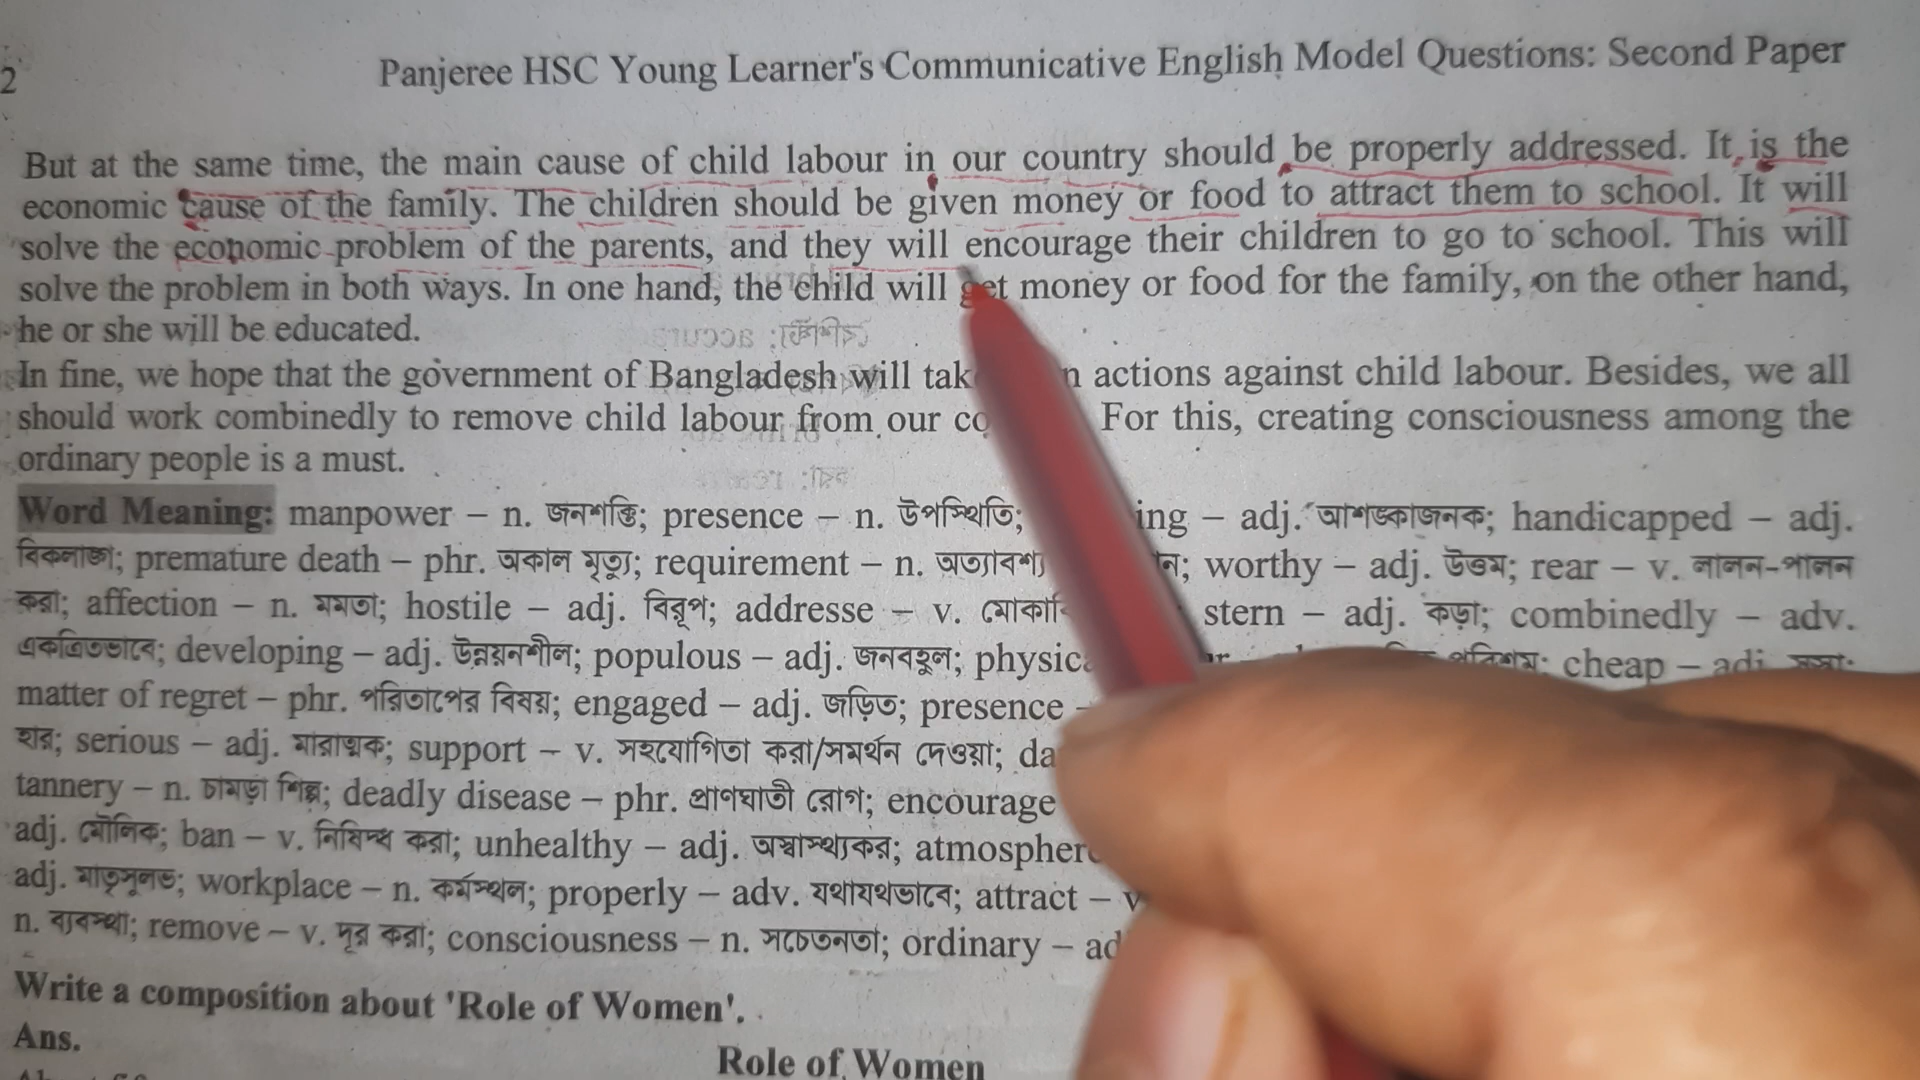 2
Panjeree HSC Young Learner's Communicative English Model Questions: Second Paper
But at the same time, the main cause of child labour in our country should be properly addressed. It is the
economic cause of the family. The children should be given money or food to attract them to school. It will
solve the economic problem of the parents, and they will encourage their children to go to school. This will
solve the problem in both ways. In one hand, the child will get money or food for the family, on the other hand,
he or she will be educated.
In fine, we hope that the government of Bangladesh will actions against child labour. Besides, we all
should work combinedly to remove child labour from our For this, creating consciousness among the
ordinary people is a must.
Word Meaning: manpower – n. জনশক্তি; presence – n. উপস্থিতি; – adj. আশঙ্কাজনক; handicapped – adj.
বিকলাঙ্গ; premature death – phr. অকাল মৃত্যু; requirement – n. worthy – adj. উত্তম; rear – v. লালন-পালন
করা; affection – n. মমতা; hostile – adj. বিরূপ; addresse – v. stern – adj. কড়া; combinedly – adv.
একত্রিতভাবে; developing – adj. উন্নয়নশীল; populous – adj. জনবহুল; পরিশ্রম; cheap – adj. সস্তা;
matter of regret – phr. পরিতাপের বিষয়; engaged – adj. জড়িত; presence –
হার; serious – adj. মারাত্মক; support – v. সহযোগিতা করা/সমর্থন দেওয়া;
tannery – n. চামড়া শিল্প; deadly disease – phr. প্রাণঘাতী রোগ; encourage
adj. মৌলিক; ban – v. নিষিদ্ধ করা; unhealthy – adj. অস্বাস্থ্যকর; atmosphere
adj. মাতৃসুলভ; workplace – n. কর্মস্থল; properly – adv. যথাযথভাবে; attract – v
n. ব্যবস্থা; remove – v. দূর করা; consciousness – n. সচেতনতা; ordinary –
Write a composition about 'Role of Women'.
Ans.
Role of Women